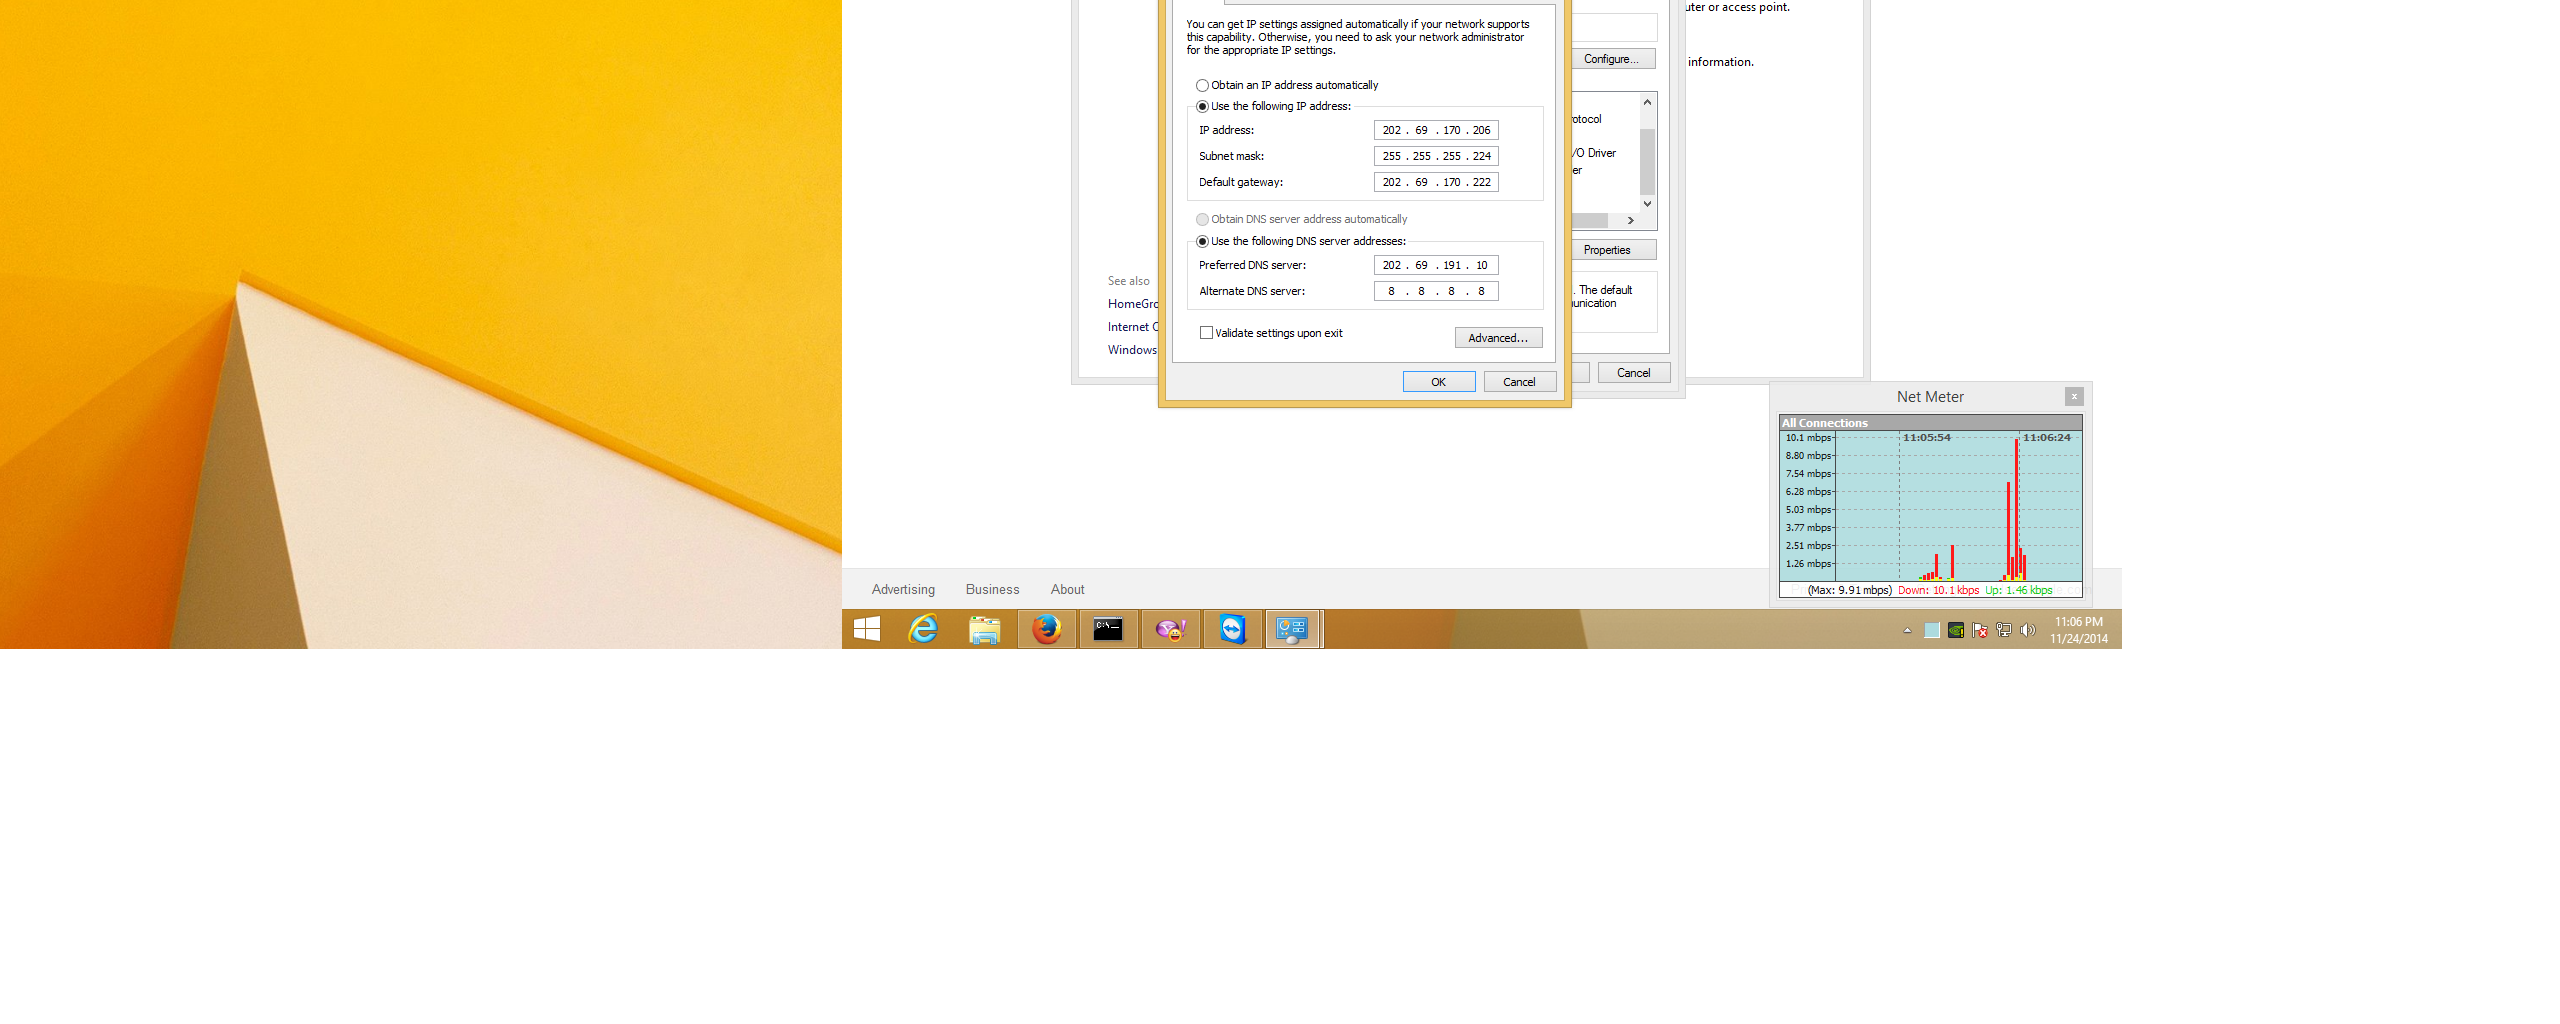 You can get IP settings assigned automatically if your network supports
this capability. Otherwise, you need to ask your network administrator
for the appropriate IP settings.
Obtain an IP address automatically
Use the following IP address:
IP address: 202 . 69 . 170 . 206
Subnet mask: 255 . 255 . 255 . 224
Default gateway: 202 . 69 . 170 . 222
Obtain DNS server address automatically
Use the following DNS server addresses:
Preferred DNS server: 202 . 69 . 191 . 10
Alternate DNS server: 8 . 8 . 8 . 8
Validate settings upon exit
Advanced...
OK Cancel
uter or access point.
Configure...
information.
otocol
/O Driver
er
Properties
. The default
unication
Cancel
See also
HomeGro
Internet O
Windows
Net Meter
x
All Connections
11:05:54 11:06:24
10.1 mbps
8.80 mbps
7.54 mbps
6.28 mbps
5.03 mbps
3.77 mbps
2.51 mbps
1.26 mbps
(Max: 9.91 mbps) Down: 10.1 kbps Up: 1.46 kbps
Advertising Business About
C:\
Y!
11:06 PM
11/24/2014